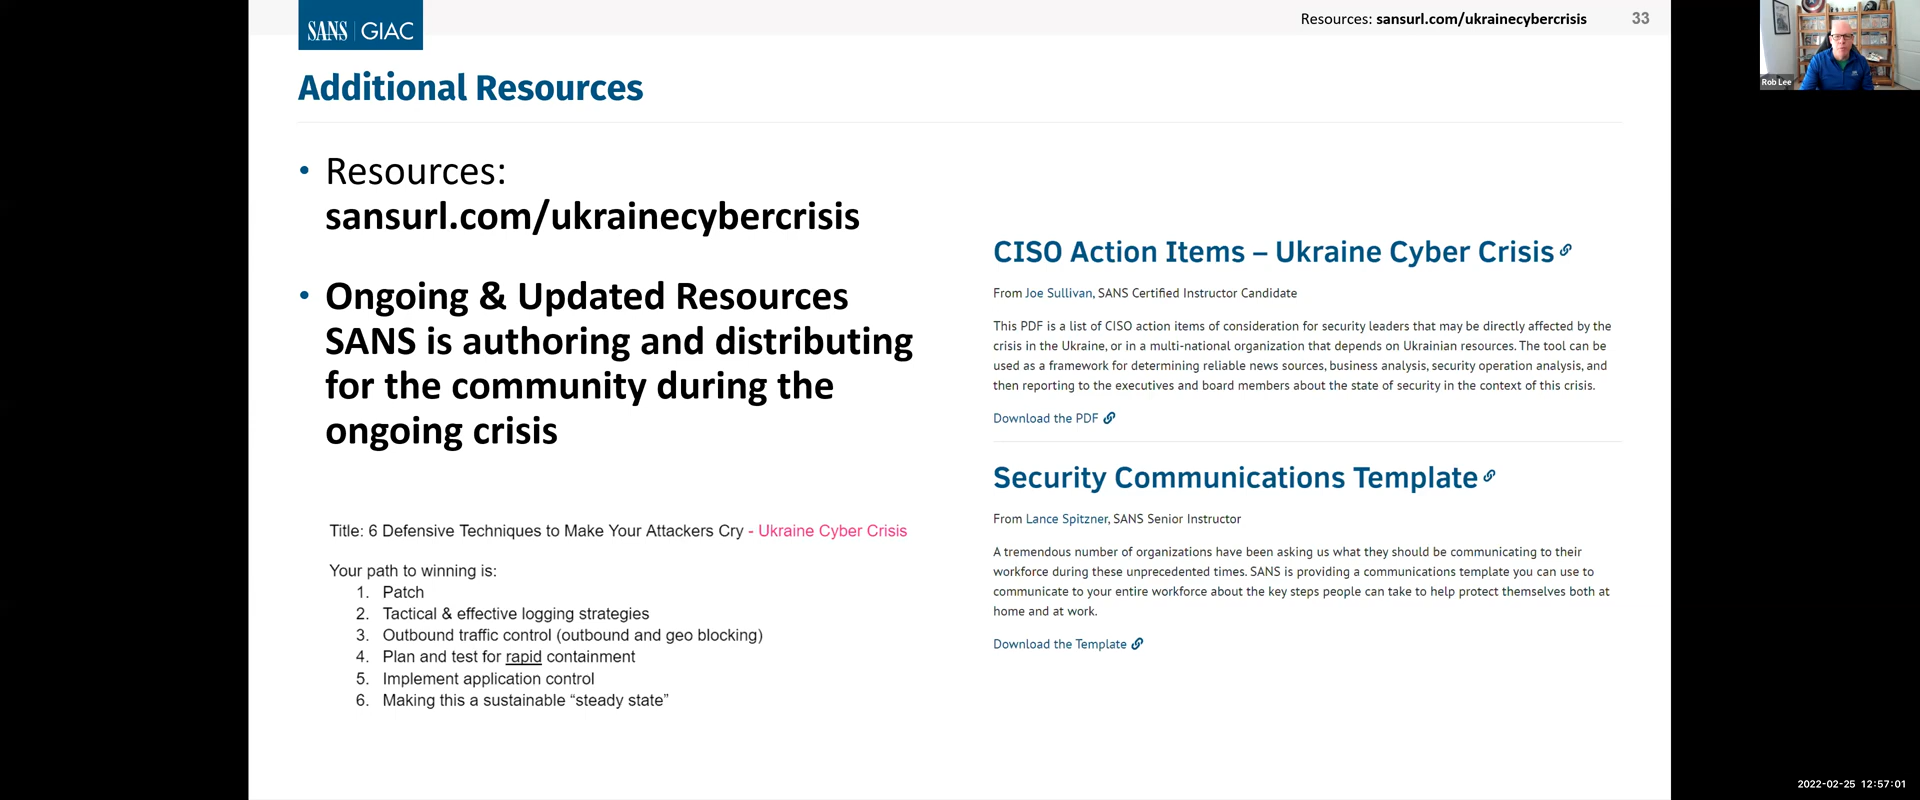 SANS | GIAC
Resources: sansurl.com/ukrainecybercrisis
33
Rob Lee
Additional Resources
• Resources:
sansurl.com/ukrainecybercrisis
• Ongoing & Updated Resources
SANS is authoring and distributing
for the community during the
ongoing crisis
Title: 6 Defensive Techniques to Make Your Attackers Cry - Ukraine Cyber Crisis
Your path to winning is:
1. Patch
2. Tactical & effective logging strategies
3. Outbound traffic control (outbound and geo blocking)
4. Plan and test for rapid containment
5. Implement application control
6. Making this a sustainable “steady state”
CISO Action Items – Ukraine Cyber Crisis
From Joe Sullivan, SANS Certified Instructor Candidate
This PDF is a list of CISO action items of consideration for security leaders that may be directly affected by the
crisis in the Ukraine, or in a multi-national organization that depends on Ukrainian resources. The tool can be
used as a framework for determining reliable news sources, business analysis, security operation analysis, and
then reporting to the executives and board members about the state of security in the context of this crisis.
Download the PDF
Security Communications Template
From Lance Spitzner, SANS Senior Instructor
A tremendous number of organizations have been asking us what they should be communicating to their
workforce during these unprecedented times. SANS is providing a communications template you can use to
communicate to your entire workforce about the key steps people can take to help protect themselves both at
home and at work.
Download the Template
2022-02-25 12:57:01